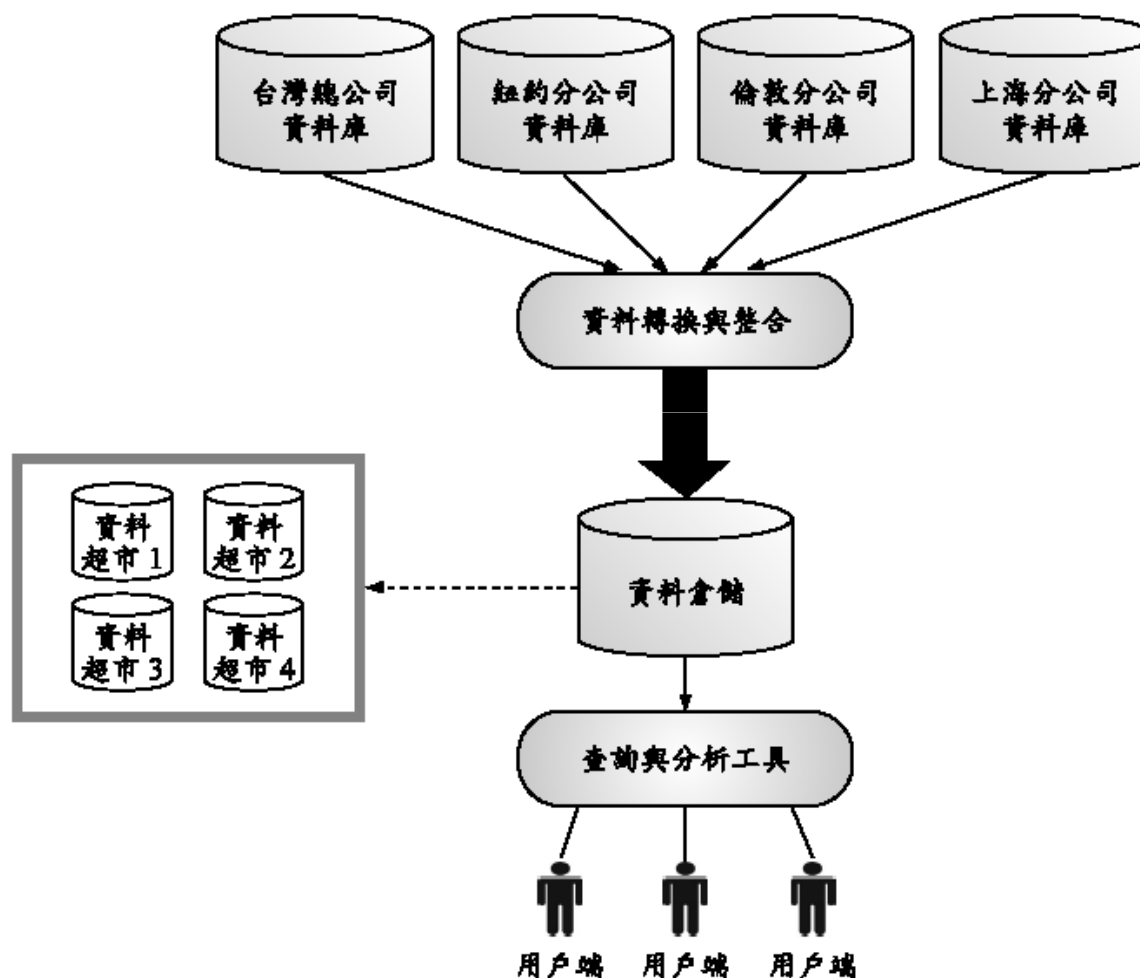 台灣總公司
資料庫
紐約分公司
資料庫
倫敦分公司
資料庫
上海分公司
資料庫
資料轉換與整合
資料
超市 1
資料
超市 2
資料
超市 3
資料
超市 4
資料倉儲
查詢與分析工具
用戶端
用戶端
用戶端